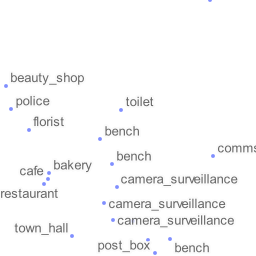 beauty_shop
police
toilet
florist
bench
comms
bench
bakery
cafe
camera_surveillance
restaurant
camera_surveillance
camera_surveillance
town_hall
post_box
bench